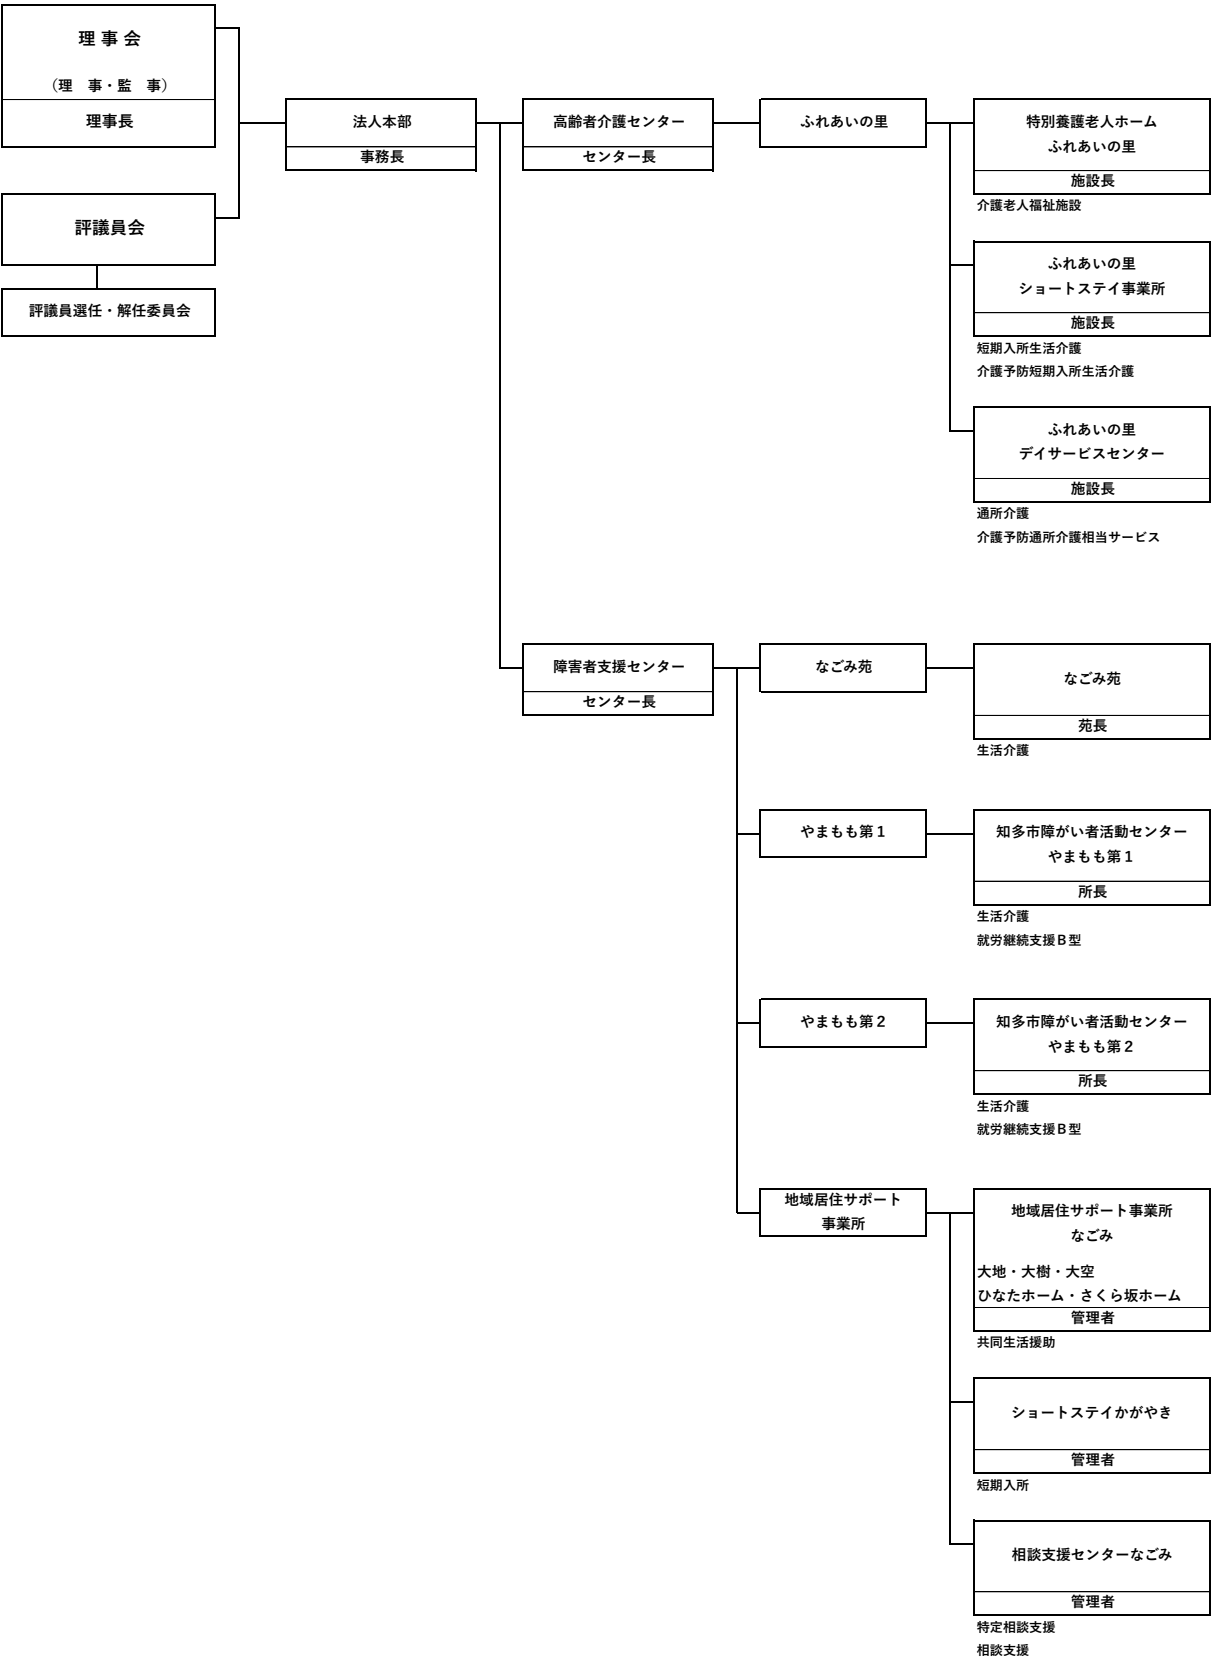 理 事 会
（理　事・監　事）
理事長
評議員会
評議員選任・解任委員会
法人本部
事務長
高齢者介護センター
センター長
ふれあいの里
特別養護老人ホーム
ふれあいの里
施設長
介護老人福祉施設
ふれあいの里
ショートステイ事業所
施設長
短期入所生活介護
介護予防短期入所生活介護
ふれあいの里
デイサービスセンター
施設長
通所介護
介護予防通所介護相当サービス
障害者支援センター
センター長
なごみ苑
なごみ苑
苑長
生活介護
やまもも第１
知多市障がい者活動センター
やまもも第１
所長
生活介護
就労継続支援Ｂ型
やまもも第２
知多市障がい者活動センター
やまもも第２
所長
生活介護
就労継続支援Ｂ型
地域居住サポート
事業所
地域居住サポート事業所
なごみ
大地・大樹・大空
ひなたホーム・さくら坂ホーム
管理者
共同生活援助
ショートステイかがやき
管理者
短期入所
相談支援センターなごみ
管理者
特定相談支援
相談支援